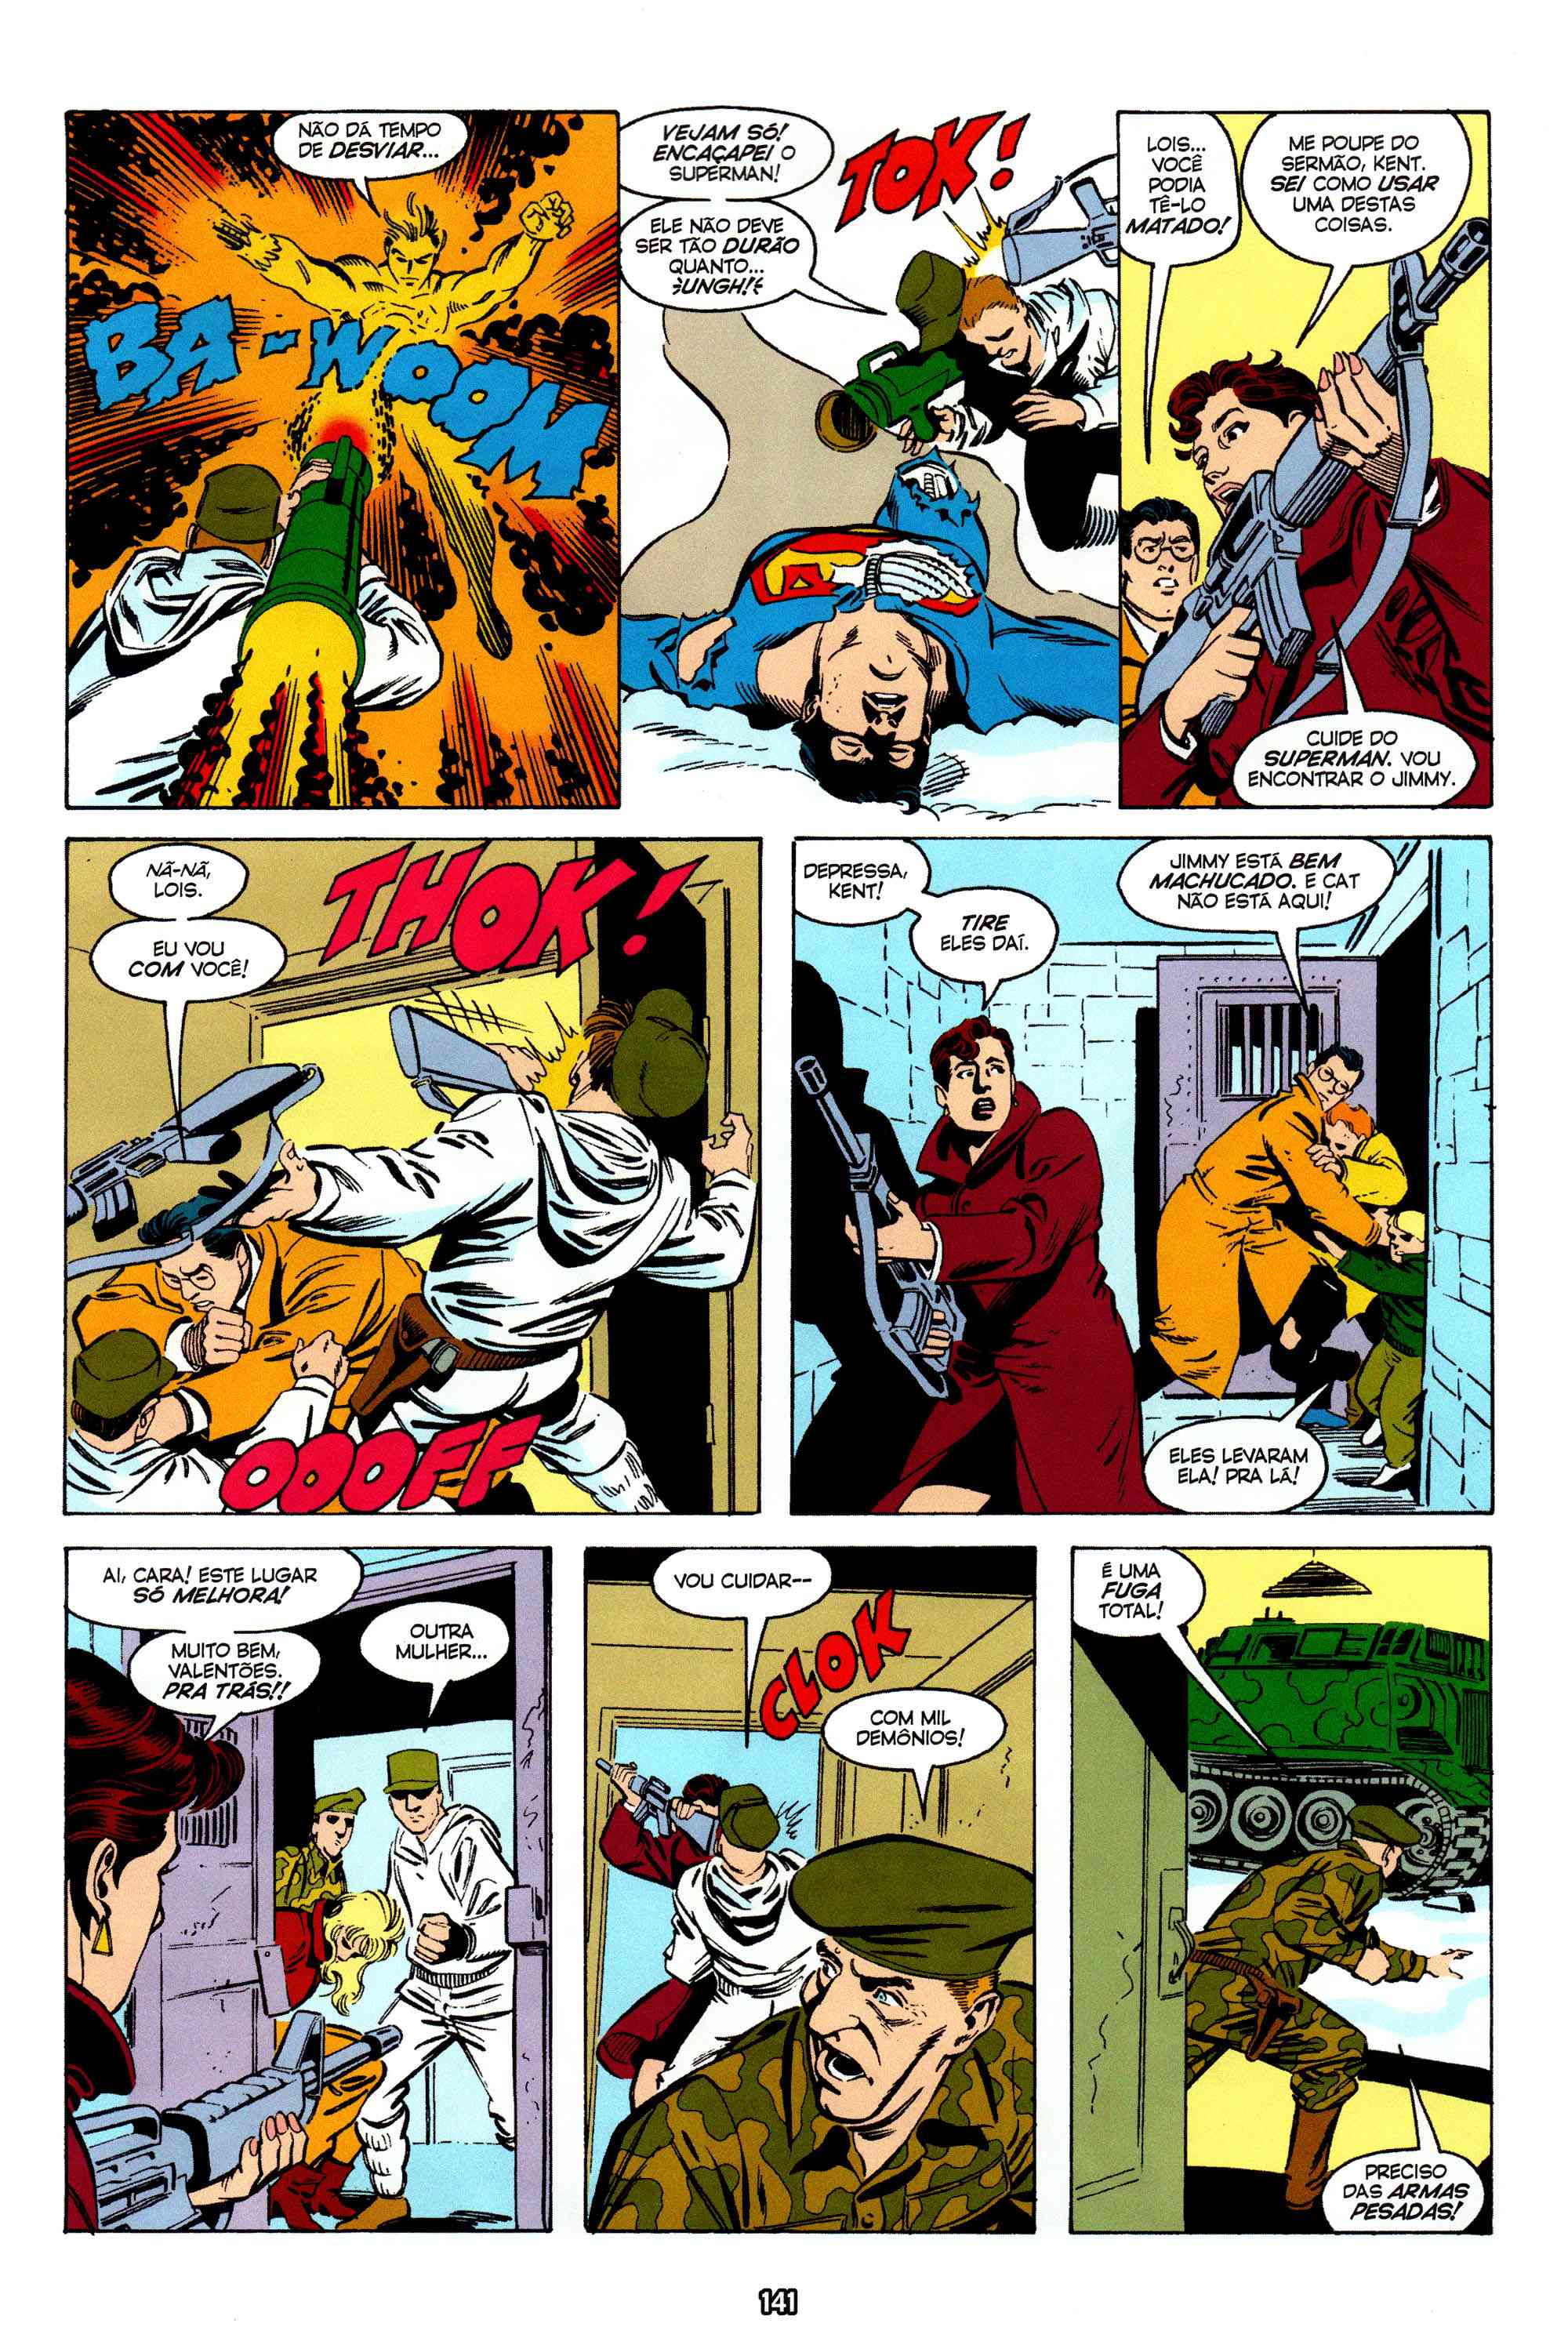 NÃO DÁ TEMPO
DE DESVIAR...
BA-WOOM
VEJAM SÓ!
ENCAÇAPEI O
SUPERMAN!
ELE NÃO DEVE
SER TÃO DURÃO
QUANTO...
UNGH!
TOK!
LOIS...
VOCÊ
PODIA
TÊ-LO
MATADO!
ME POUPE DO
SERMÃO, KENT.
SEI COMO USAR
UMA DESTAS
COISAS.
CUIDE DO
SUPERMAN. VOU
ENCONTRAR O JIMMY.
NÃ-NÃ,
LOIS.
EU VOU
COM VOCÊ!
THOK!
OOOFF
DEPRESSA,
KENT!
TIRE
ELES DAÍ.
JIMMY ESTÁ BEM
MACHUCADO. E CAT
NÃO ESTÁ AQUI!
ELES LEVARAM
ELA! PRA LÁ!
AI, CARA! ESTE LUGAR
SÓ MELHORA!
MUITO BEM,
VALENTÕES.
PRA TRÁS!!
OUTRA
MULHER...
VOU CUIDAR--
CLOK
COM MIL
DEMÔNIOS!
É UMA
FUGA
TOTAL!
PRECISO
DAS ARMAS
PESADAS!
141